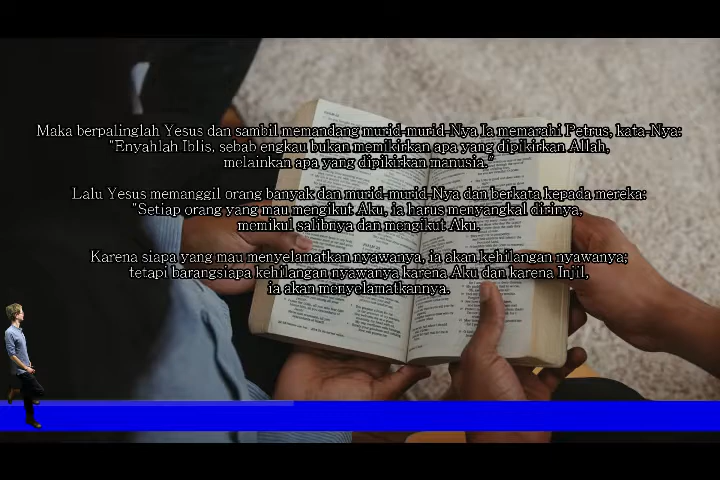 Maka berpalinglah Yesus dan sambil memandang murid-murid-Nya Ia memarahi Petrus, kata-Nya:
"Enyahlah Iblis, sebab engkau bukan memikirkan apa yang dipikirkan Allah,
melainkan apa yang dipikirkan manusia."
Lalu Yesus memanggil orang banyak dan murid-murid-Nya dan berkata kepada mereka:
"Setiap orang yang mau mengikut Aku, ia harus menyangkal dirinya,
memikul salibnya dan mengikut Aku.
Karena siapa yang mau menyelamatkan nyawanya, ia akan kehilangan nyawanya;
tetapi barangsiapa kehilangan nyawanya karena Aku dan karena Injil,
ia akan menyelamatkannya.